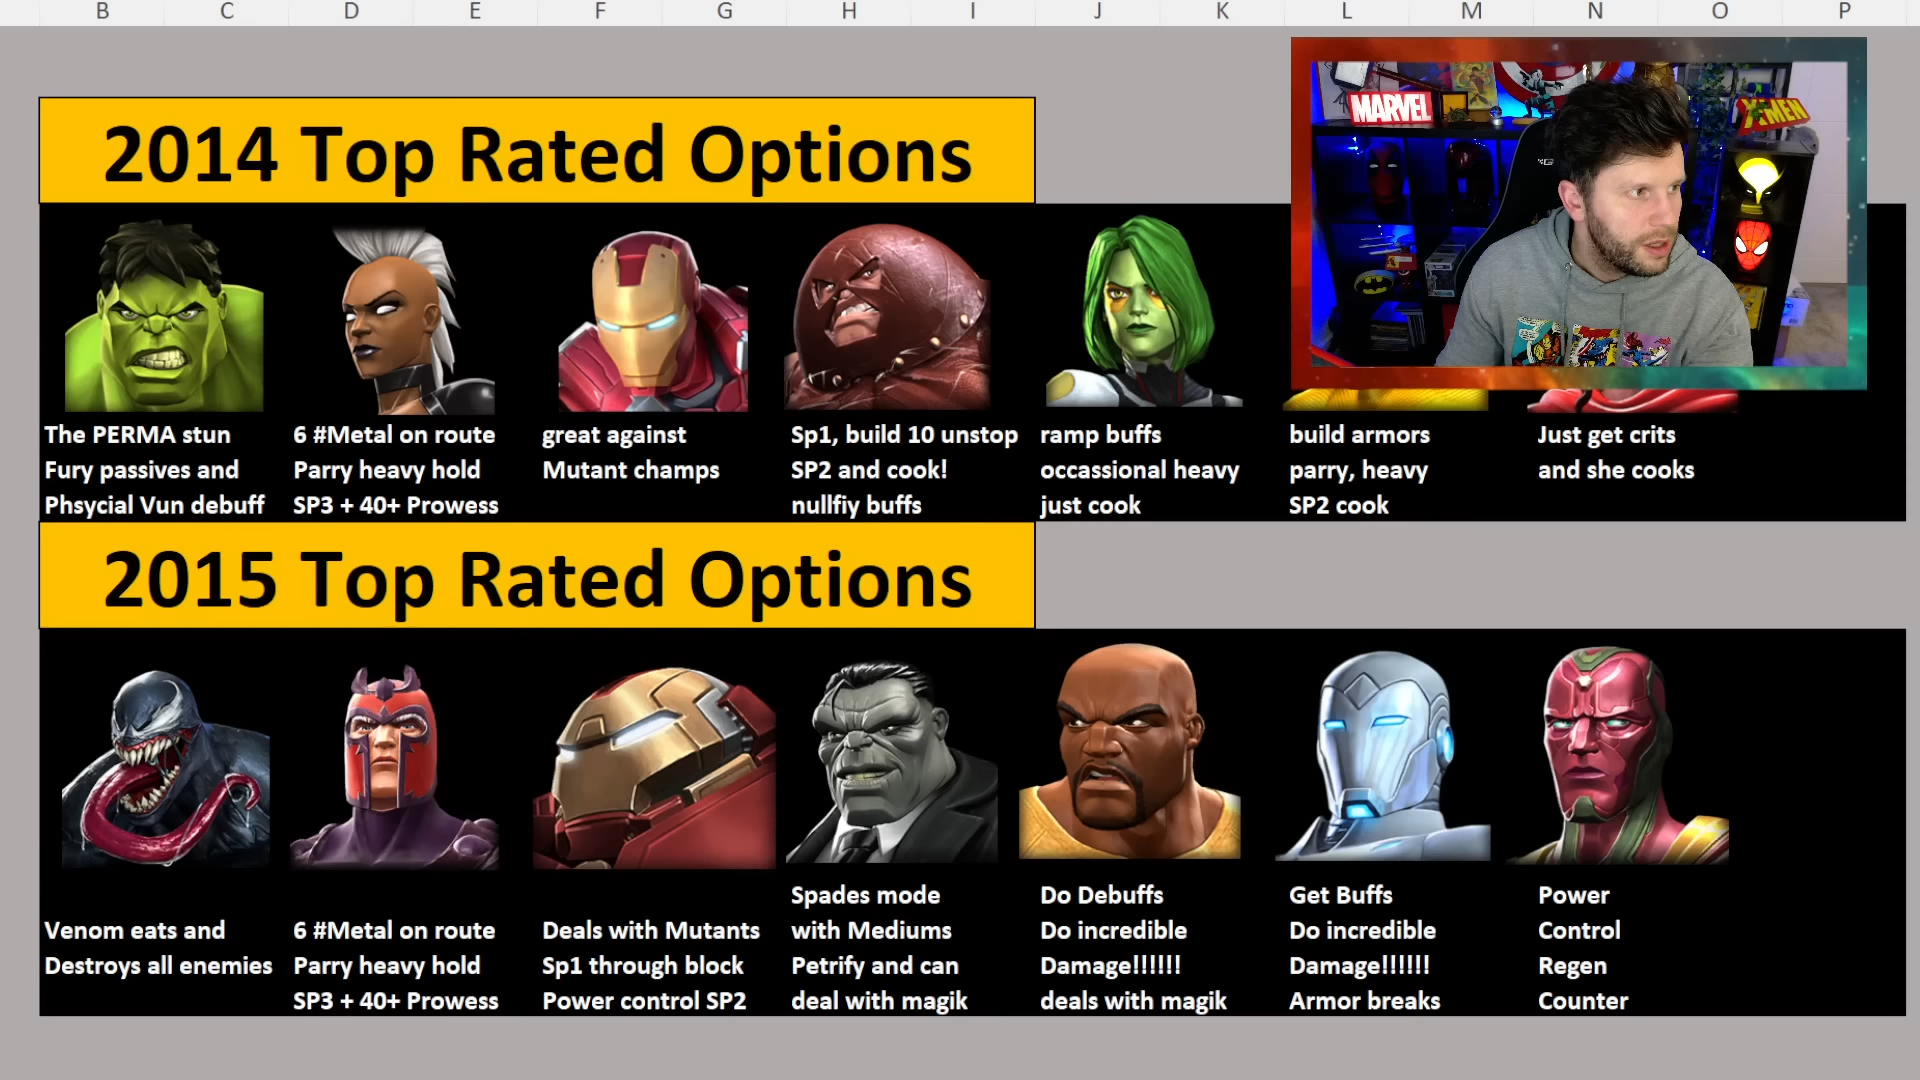 B C D E F G H I J K L M N O P
MARVEL
X-MEN
2014 Top Rated Options
The PERMA stun
Fury passives and
Phsycial Vun debuff
6 #Metal on route
Parry heavy hold
SP3 + 40+ Prowess
great against
Mutant champs
Sp1, build 10 unstop
SP2 and cook!
nullfiy buffs
ramp buffs
occassional heavy
just cook
build armors
parry, heavy
SP2 cook
Just get crits
and she cooks
2015 Top Rated Options
Venom eats and
Destroys all enemies
6 #Metal on route
Parry heavy hold
SP3 + 40+ Prowess
Deals with Mutants
Sp1 through block
Power control SP2
Spades mode
with Mediums
Petrify and can
deal with magik
Do Debuffs
Do incredible
Damage!!!!!!
deals with magik
Get Buffs
Do incredible
Damage!!!!!!
Armor breaks
Power
Control
Regen
Counter